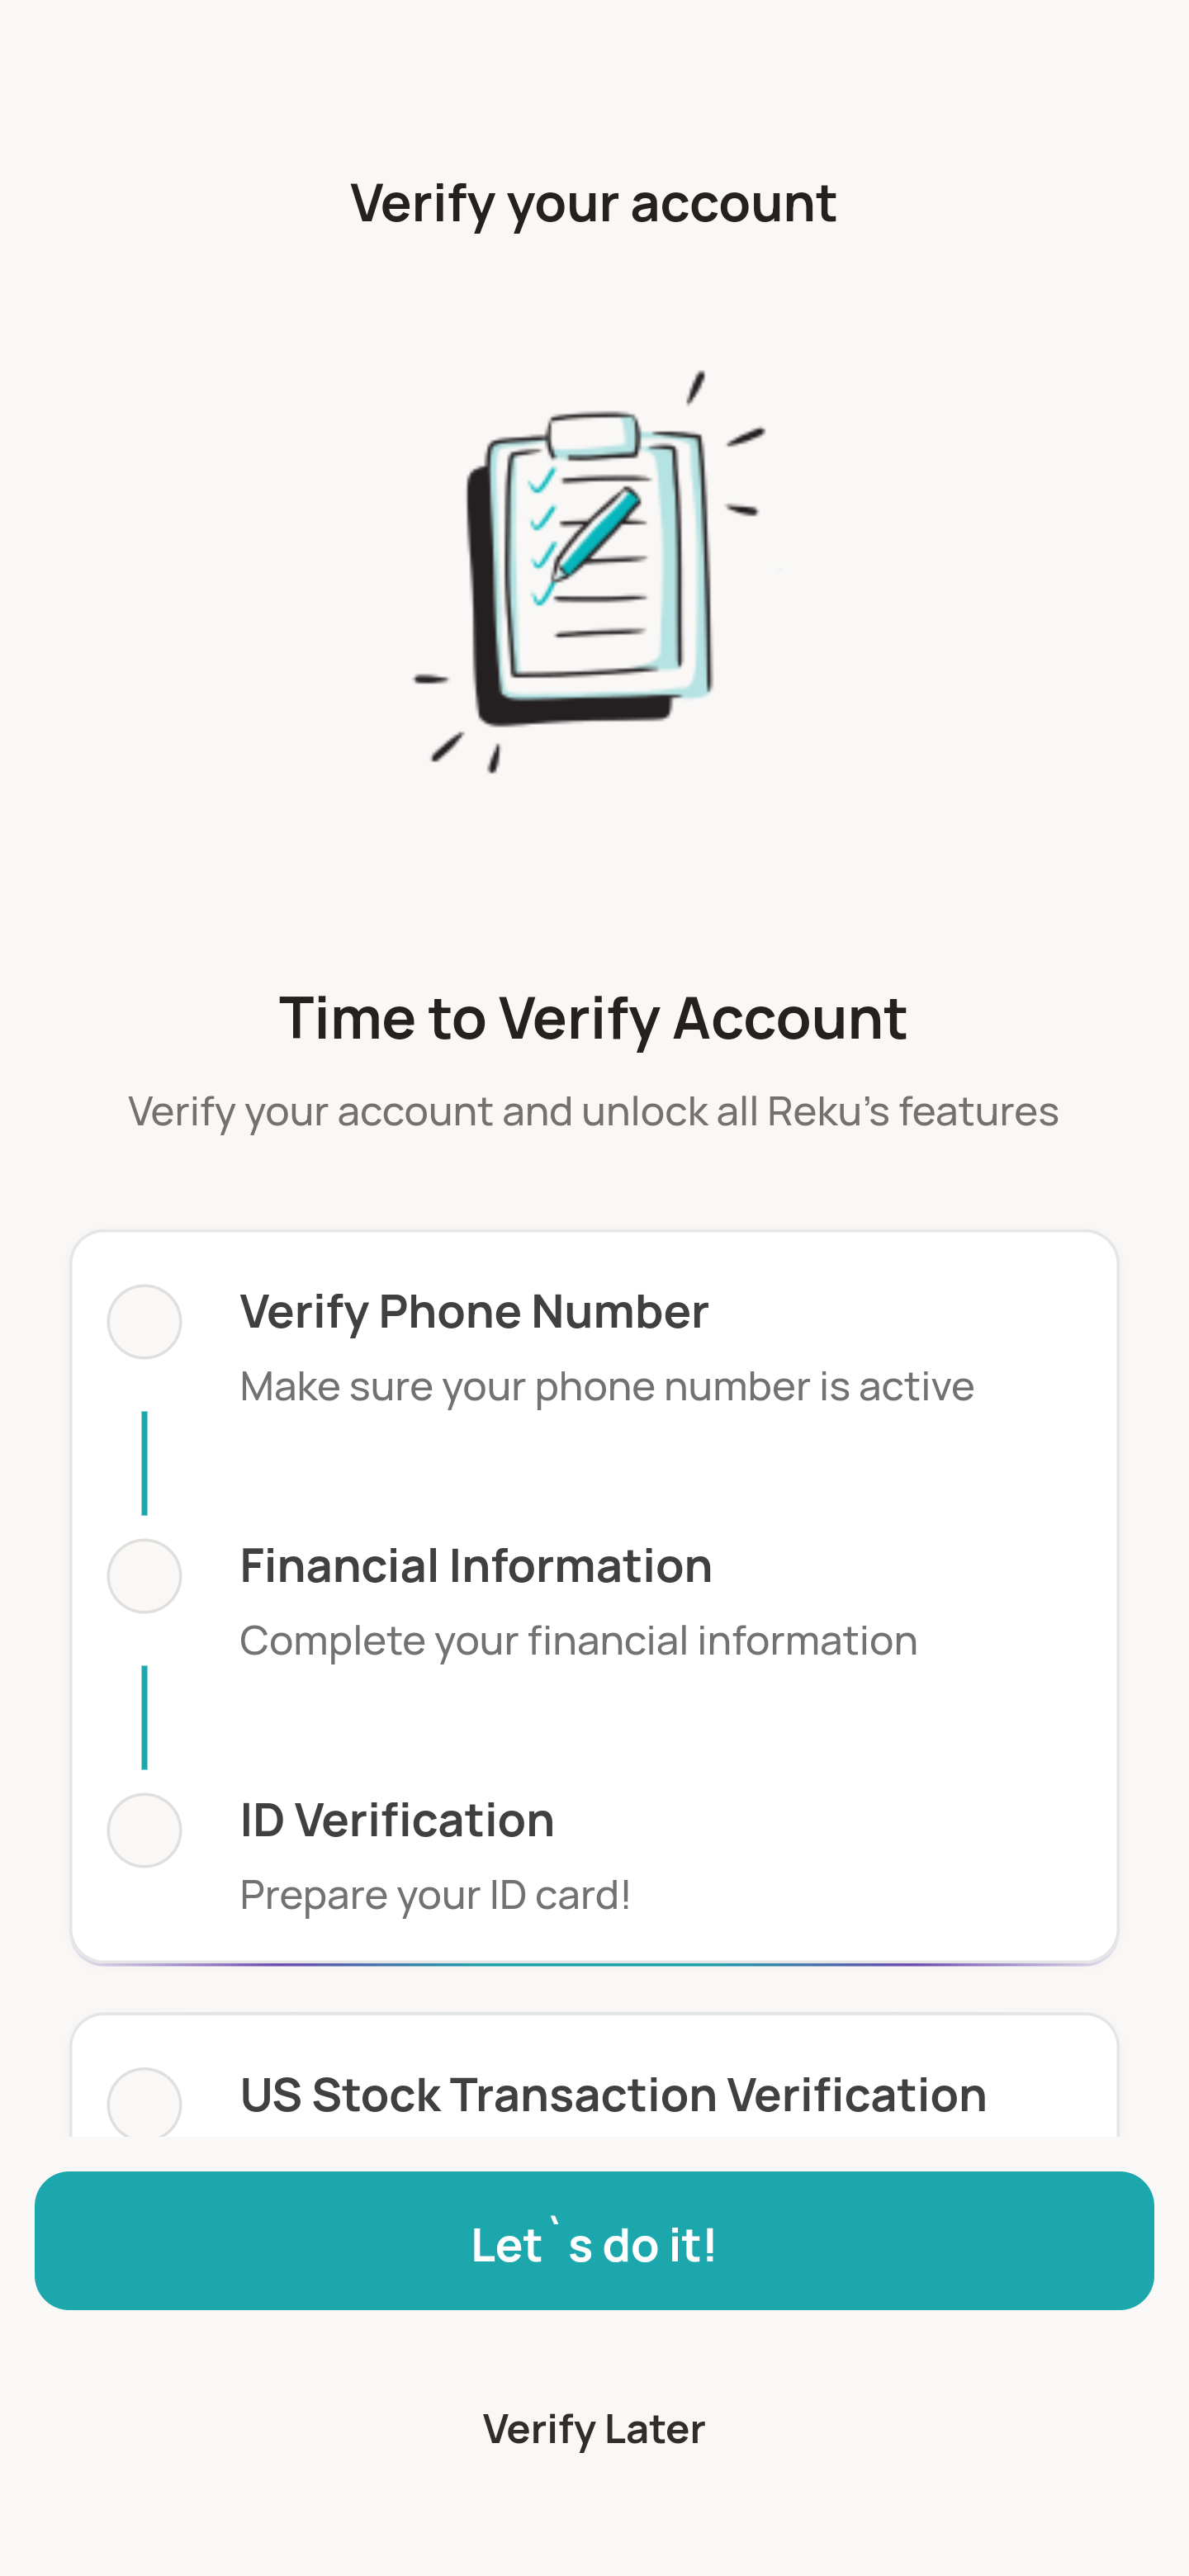 Verify your account
Time to Verify Account
Verify your account and unlock all Reku's features
Verify Phone Number
Make sure your phone number is active
Financial Information
Complete your financial information
ID Verification
Prepare your ID card!
US Stock Transaction Verification
Let`s do it!
Verify Later